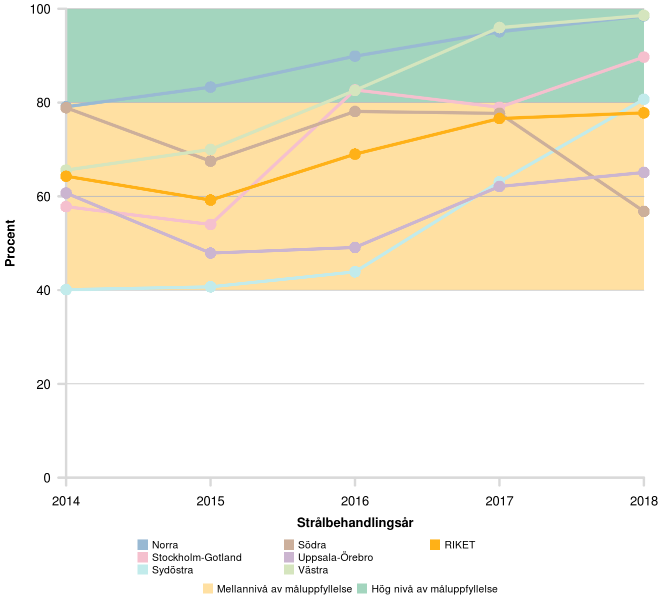 100
80
60
40
20
0
Procent
2014 2015 2016 2017 2018
Strålbehandlingsår
Norra Södra RIKET
Stockholm-Gotland Uppsala-Örebro
Sydöstra Västra
Mellannivå av måluppfyllelse Hög nivå av måluppfyllelse